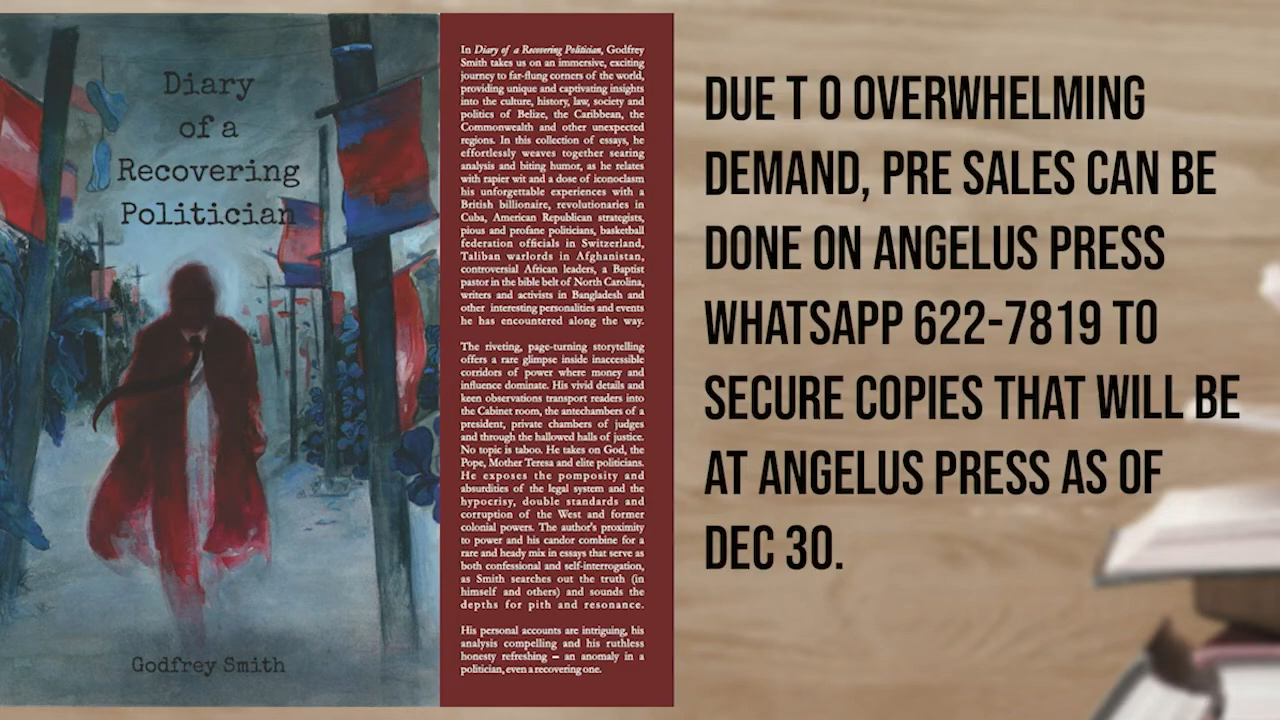 Diary
of a
Recovering
Politician
Godfrey Smith
In Diary of a Recovering Politician, Godfrey
Smith takes us on an immersive, exciting
journey to far-flung corners of the world,
providing unique and captivating insights
into the culture, history, law, society and
politics of Belize, the Caribbean, the
Commonwealth and other unexpected
regions. In this collection of essays, he
effortlessly weaves together searing
analysis and biting humor, as he relates
with rapier wit and a dose of iconoclasm
his unforgettable experiences with a
British billionaire, revolutionaries in
Cuba, American Republican strategists,
pious and profane politicians, basketball
federation officials in Switzerland,
Taliban warlords in Afghanistan,
controversial African leaders, a Baptist
pastor in the bible belt of North Carolina,
writers and activists in Bangladesh and
other interesting personalities and events
he has encountered along the way.
The riveting, page-turning storytelling
offers a rare glimpse inside inaccessible
corridors of power where money and
influence dominate. His vivid details and
keen observations transport readers into
the Cabinet room, the antechambers of a
president, private chambers of judges
and through the hallowed halls of justice.
No topic is taboo. He takes on God, the
Pope, Mother Teresa and elite politicians.
He exposes the pomposity and
absurdities of the legal system and the
hypocrisy, double standards and
corruption of the West and former
colonial powers. The author's proximity
to power and his candor combine for a
rare and heady mix in essays that serve as
both confessional and self-interrogation,
as Smith searches out the truth (in
himself and others) and sounds the
depths for pith and resonance.
His personal accounts are intriguing, his
analysis compelling and his ruthless
honesty refreshing – an anomaly in a
politician, even a recovering one.
DUE T O OVERWHELMING
DEMAND, PRE SALES CAN BE
DONE ON ANGELUS PRESS
WHATSAPP 622-7819 TO
SECURE COPIES THAT WILL BE
AT ANGELUS PRESS AS OF
DEC 30.